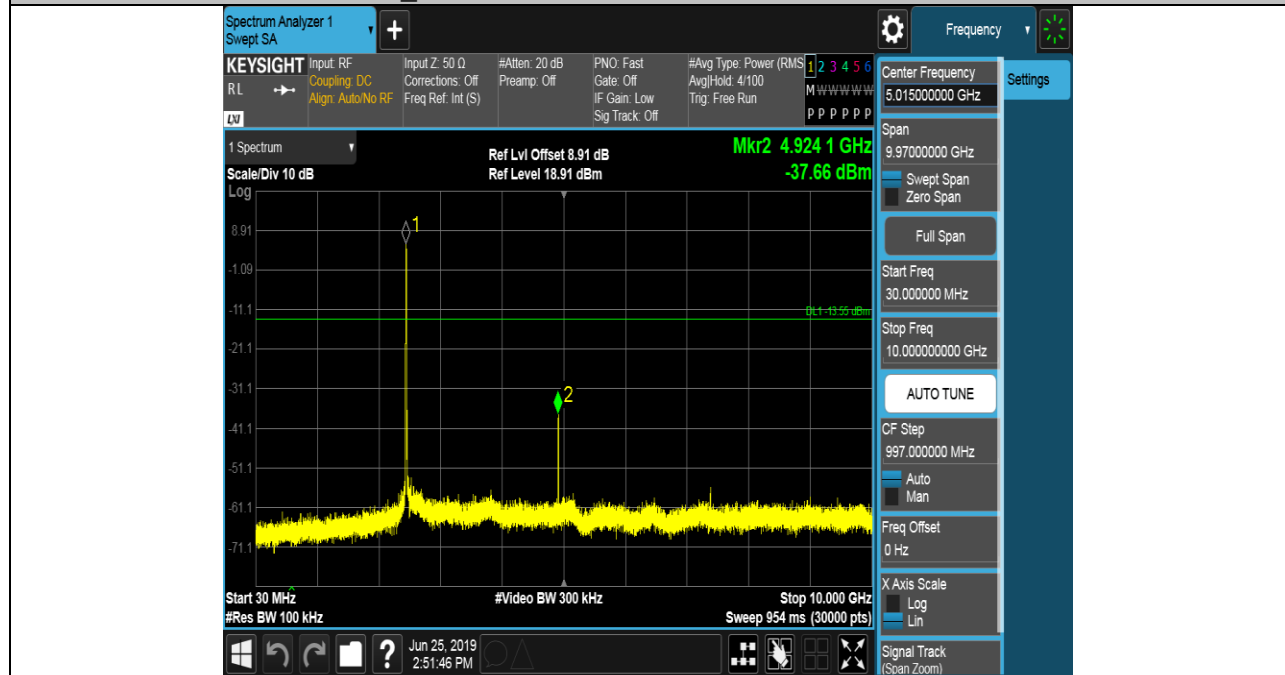 Spectrum Analyzer 1
Swept SA
Frequency
KEYSIGHT
RL
LXI
Input: RF
Coupling: DC
Align: Auto/No RF
Input Z: 50 Ω
Corrections: Off
Freq Ref: Int (S)
#Atten: 20 dB
Preamp: Off
PNO: Fast
Gate: Off
IF Gain: Low
Sig Track: Off
#Avg Type: Power (RMS
Avg|Hold: 4/100
Trig: Free Run
1 2 3 4 5 6
M W W W W W
P P P P P P
1 Spectrum
Scale/Div 10 dB
Log
Ref Lvl Offset 8.91 dB
Ref Level 18.91 dBm
Mkr2 4.924 1 GHz
-37.66 dBm
1
8.91
-1.09
-11.1
DL1 -13.55 dBm
-21.1
-31.1
2
-41.1
-51.1
-61.1
-71.1
Start 30 MHz
#Res BW 100 kHz
#Video BW 300 kHz
Stop 10.000 GHz
Sweep 954 ms (30000 pts)
Jun 25, 2019
2:51:46 PM
Center Frequency
5.015000000 GHz
Span
9.97000000 GHz
Swept Span
Zero Span
Full Span
Start Freq
30.000000 MHz
Stop Freq
10.000000000 GHz
AUTO TUNE
CF Step
997.000000 MHz
Auto
Man
Freq Offset
0 Hz
X Axis Scale
Log
Lin
Signal Track
(Span Zoom)
Settings